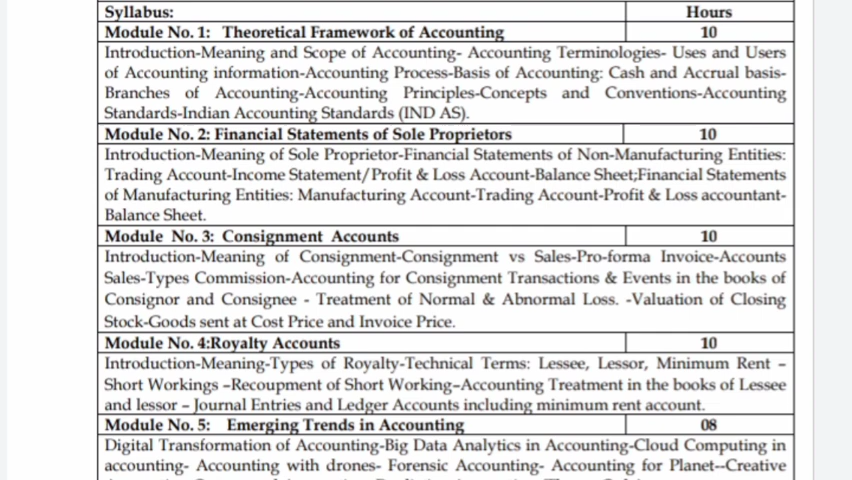 Syllabus: Hours
Module No. 1: Theoretical Framework of Accounting 10
Introduction-Meaning and Scope of Accounting- Accounting Terminologies- Uses and Users
of Accounting information-Accounting Process-Basis of Accounting: Cash and Accrual basis-
Branches of Accounting-Accounting Principles-Concepts and Conventions-Accounting
Standards-Indian Accounting Standards (IND AS).
Module No. 2: Financial Statements of Sole Proprietors 10
Introduction-Meaning of Sole Proprietor-Financial Statements of Non-Manufacturing Entities:
Trading Account-Income Statement/Profit & Loss Account-Balance Sheet;Financial Statements
of Manufacturing Entities: Manufacturing Account-Trading Account-Profit & Loss accountant-
Balance Sheet.
Module No. 3: Consignment Accounts 10
Introduction-Meaning of Consignment-Consignment vs Sales-Pro-forma Invoice-Accounts
Sales-Types Commission-Accounting for Consignment Transactions & Events in the books of
Consignor and Consignee - Treatment of Normal & Abnormal Loss. -Valuation of Closing
Stock-Goods sent at Cost Price and Invoice Price.
Module No. 4:Royalty Accounts 10
Introduction-Meaning-Types of Royalty-Technical Terms: Lessee, Lessor, Minimum Rent –
Short Workings –Recoupment of Short Working–Accounting Treatment in the books of Lessee
and lessor – Journal Entries and Ledger Accounts including minimum rent account.
Module No. 5: Emerging Trends in Accounting 08
Digital Transformation of Accounting-Big Data Analytics in Accounting-Cloud Computing in
accounting- Accounting with drones- Forensic Accounting- Accounting for Planet--Creative